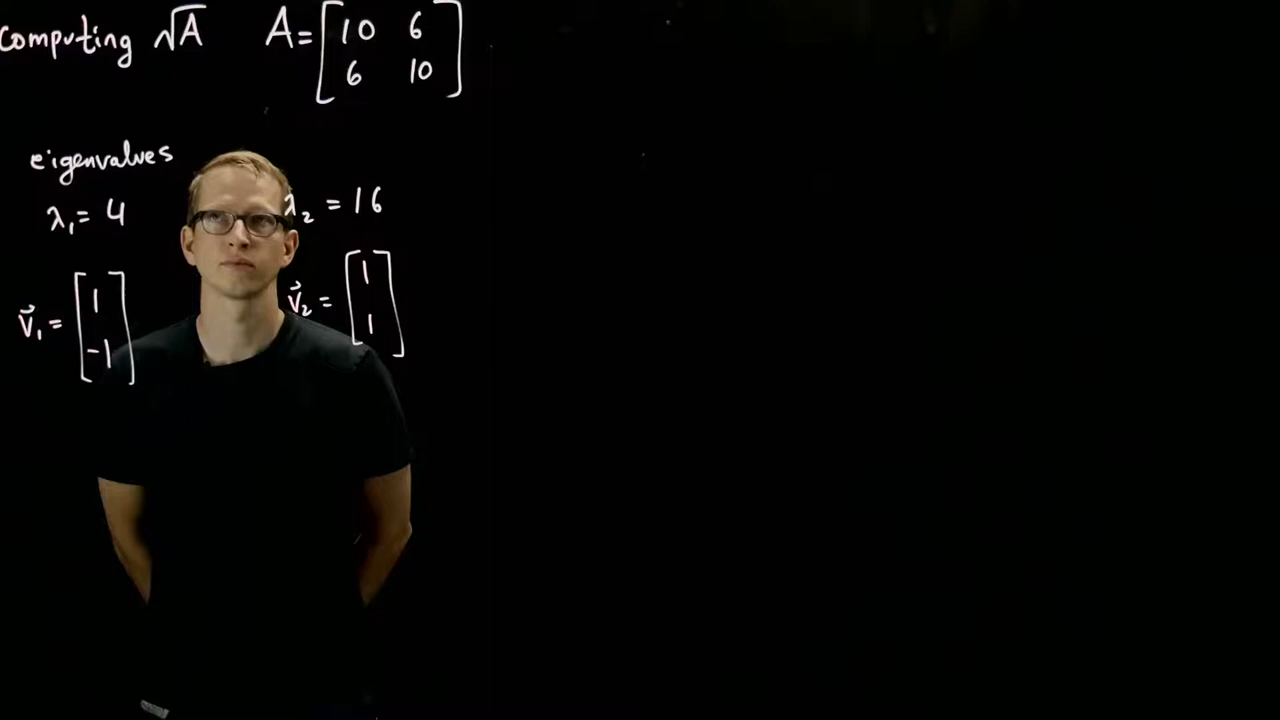 computing √A A = [10 6
6 10]
eigenvalues
λ₁ = 4 λ₂ = 16
v⃗₁ = [1
-1] v⃗₂ = [1
1]